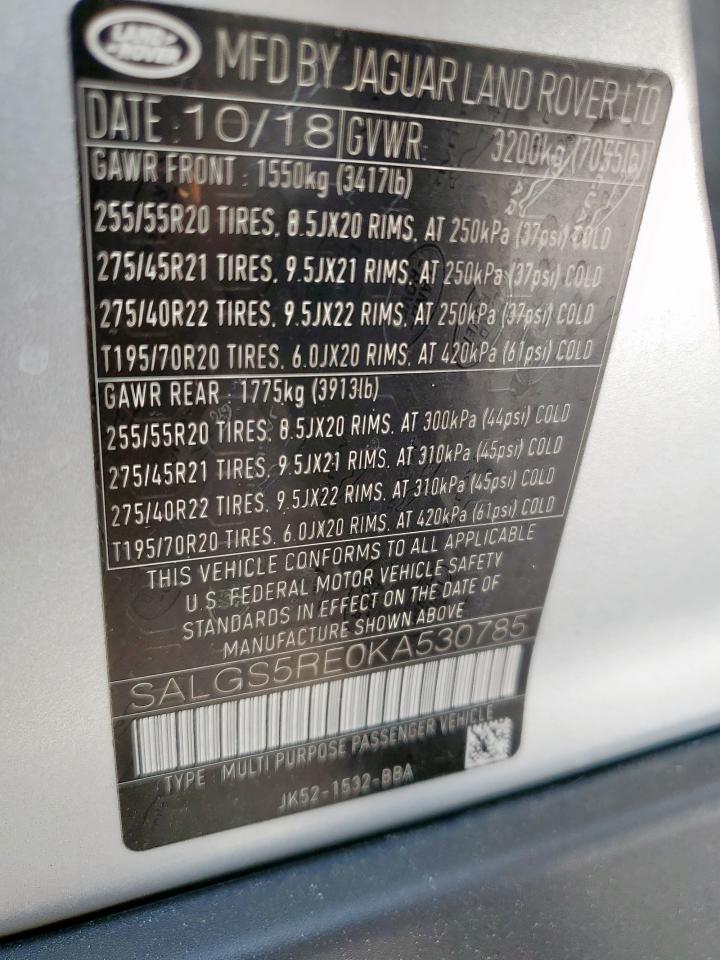 LAND ROVER
MFD BY JAGUAR LAND ROVER LTD
DATE : 10/18 GVWR: 3200kg (7055lb)
GAWR FRONT : 1550kg (3417lb)
255/55R20 TIRES, 8.5JX20 RIMS, AT 250kPa (37psi) COLD
275/45R21 TIRES, 9.5JX21 RIMS, AT 250kPa (37psi) COLD
275/40R22 TIRES, 9.5JX22 RIMS, AT 250kPa (37psi) COLD
T195/70R20 TIRES, 6.0JX20 RIMS, AT 420kPa (61psi) COLD
GAWR REAR : 1775kg (3913lb)
255/55R20 TIRES, 8.5JX20 RIMS, AT 300kPa (44psi) COLD
275/45R21 TIRES, 9.5JX21 RIMS, AT 310kPa (45psi) COLD
275/40R22 TIRES, 9.5JX22 RIMS, AT 310kPa (45psi) COLD
T195/70R20 TIRES, 6.0JX20 RIMS, AT 420kPa (61psi) COLD
THIS VEHICLE CONFORMS TO ALL APPLICABLE
U.S. FEDERAL MOTOR VEHICLE SAFETY
STANDARDS IN EFFECT ON THE DATE OF
MANUFACTURE SHOWN ABOVE
SALGS5RE0KA530785
TYPE : MULTI PURPOSE PASSENGER VEHICLE
JK52-1532-BBA